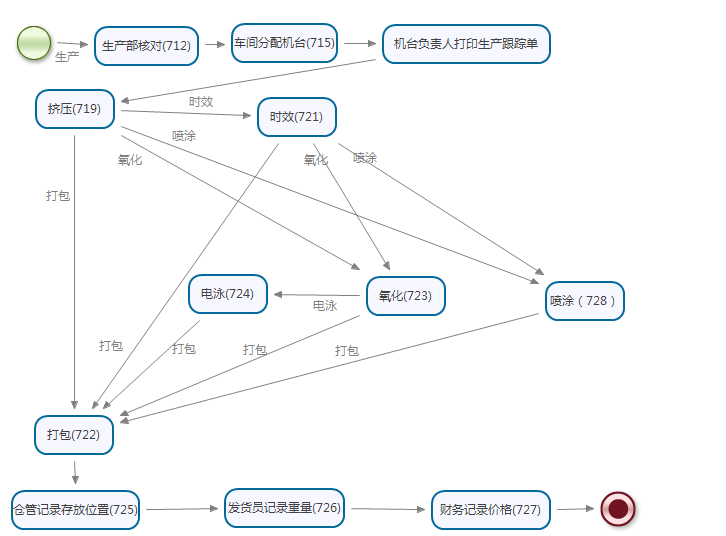 生产
生产部核对(712)
车间分配机台(715)
机台负责人打印生产跟踪单
挤压(719)
时效
时效(721)
喷涂
氧化
氧化
喷涂
打包
电泳(724)
电泳
氧化(723)
喷涂（728）
打包
打包
打包
打包
打包(722)
仓管记录存放位置(725)
发货员记录重量(726)
财务记录价格(727)